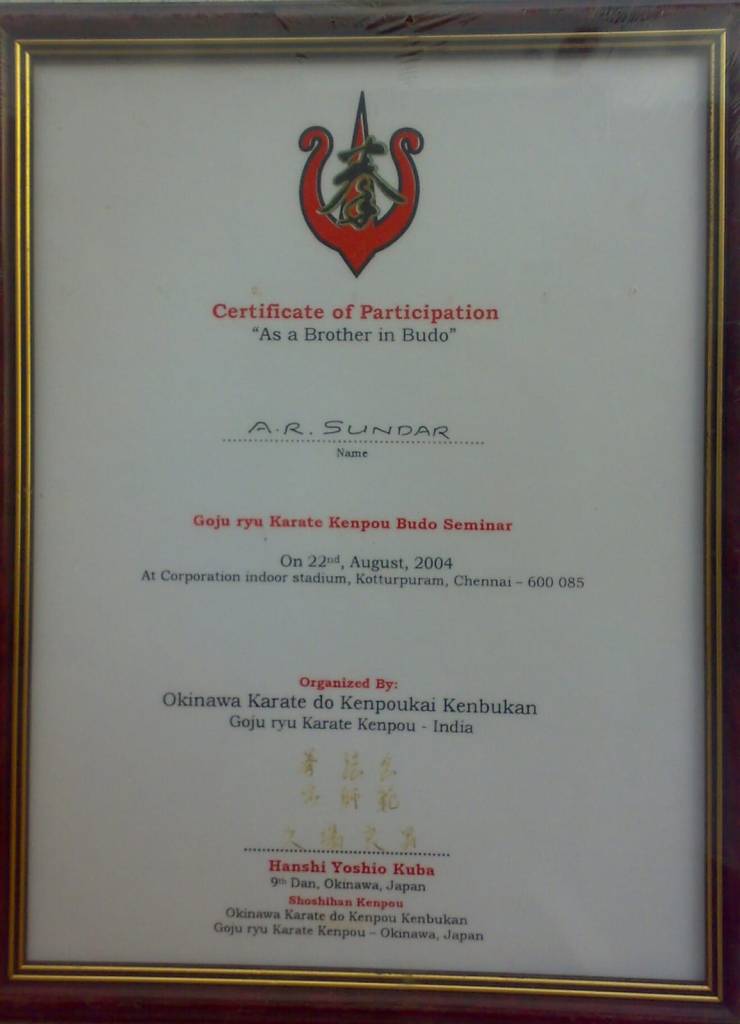 拳
Certificate of Participation
"As a Brother in Budo"
A.R. SUNDAR
Name
Goju ryu Karate Kenpou Budo Seminar
On 22nd, August, 2004
At Corporation indoor stadium, Kotturpuram, Chennai – 600 085
Organized By:
Okinawa Karate do Kenpoukai Kenbukan
Goju ryu Karate Kenpou - India
師範
Hanshi Yoshio Kuba
9th Dan, Okinawa, Japan
Shoshihan Kenpou
Okinawa Karate do Kenpou Kenbukan
Goju ryu Karate Kenpou – Okinawa, Japan